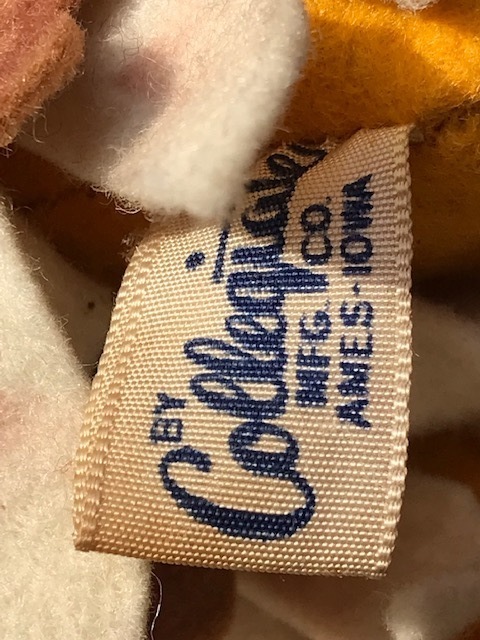 BY
Collegiate
MFG. CO.
AMES-IOWA